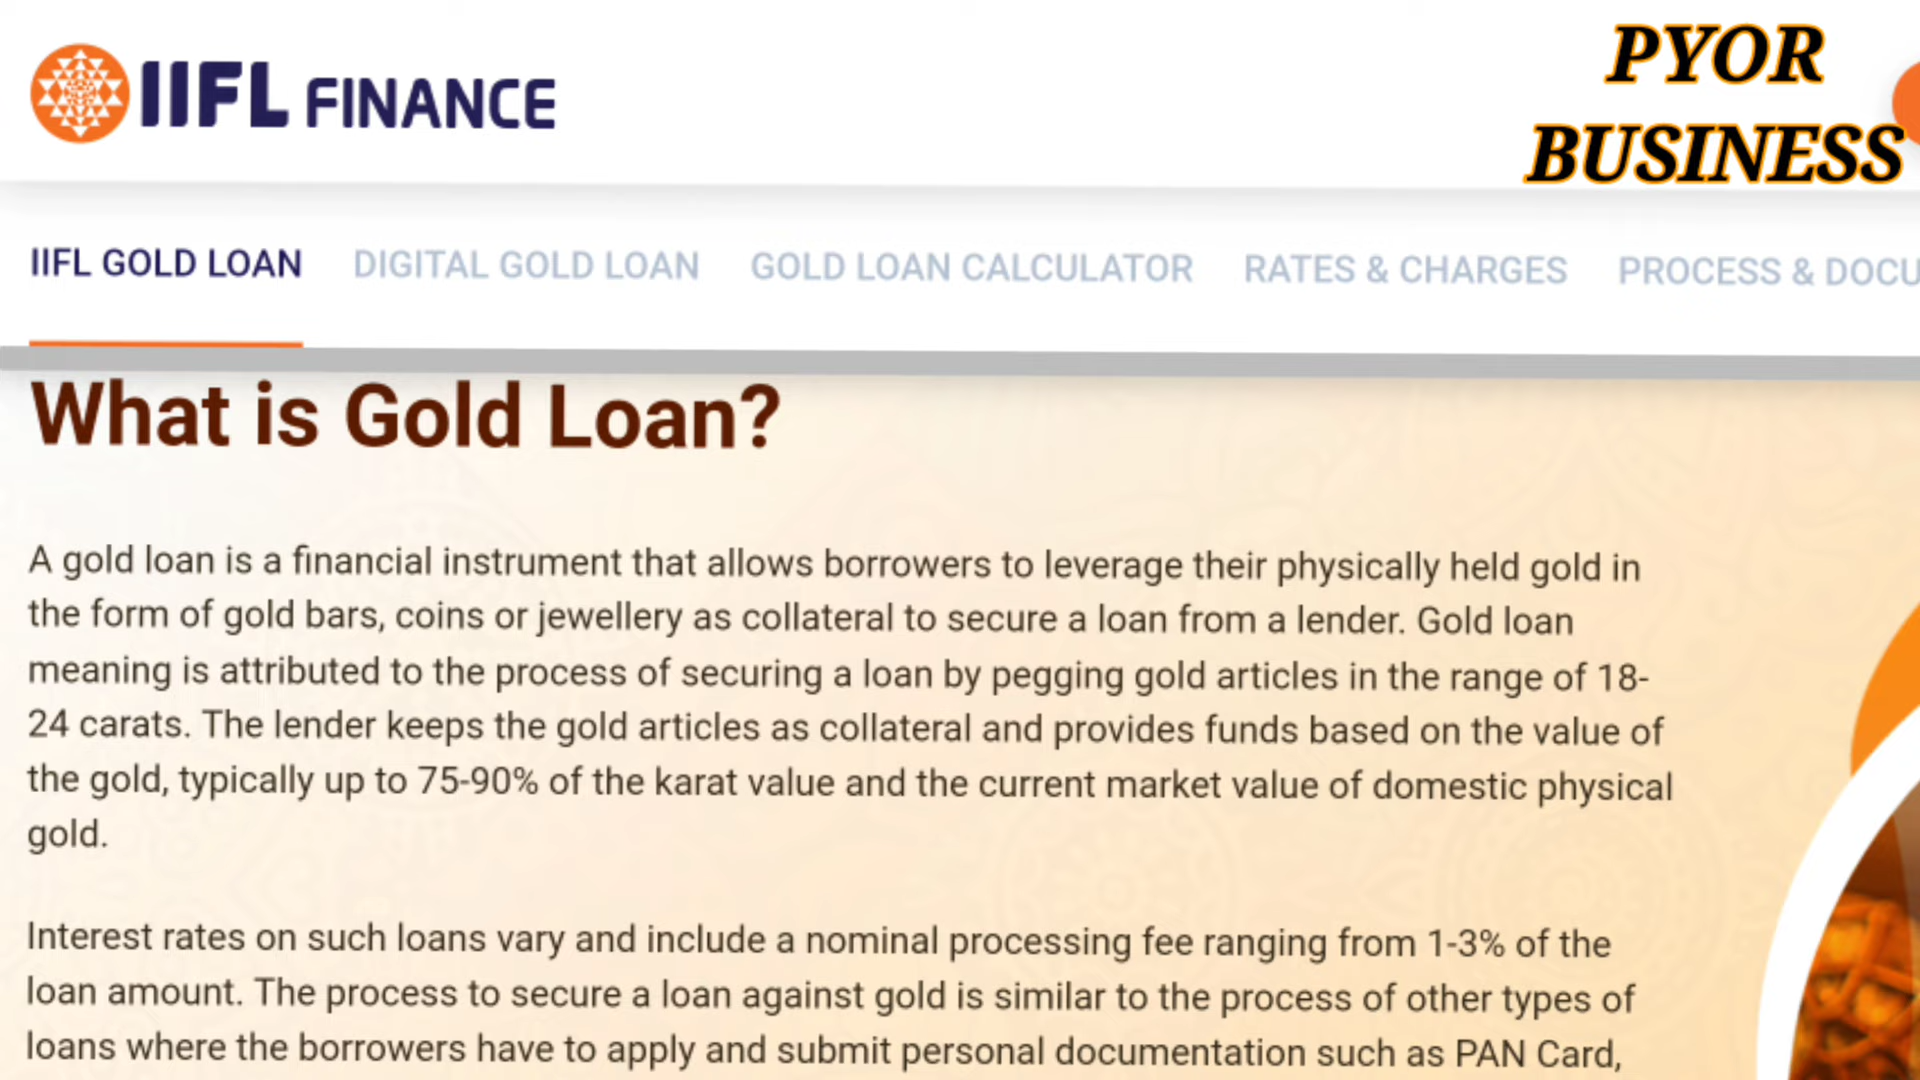 IIFL FINANCE
PYOR
BUSINESS
IIFL GOLD LOAN DIGITAL GOLD LOAN GOLD LOAN CALCULATOR RATES & CHARGES PROCESS & DOCU
What is Gold Loan?
A gold loan is a financial instrument that allows borrowers to leverage their physically held gold in
the form of gold bars, coins or jewellery as collateral to secure a loan from a lender. Gold loan
meaning is attributed to the process of securing a loan by pegging gold articles in the range of 18-
24 carats. The lender keeps the gold articles as collateral and provides funds based on the value of
the gold, typically up to 75-90% of the karat value and the current market value of domestic physical
gold.
Interest rates on such loans vary and include a nominal processing fee ranging from 1-3% of the
loan amount. The process to secure a loan against gold is similar to the process of other types of
loans where the borrowers have to apply and submit personal documentation such as PAN Card,